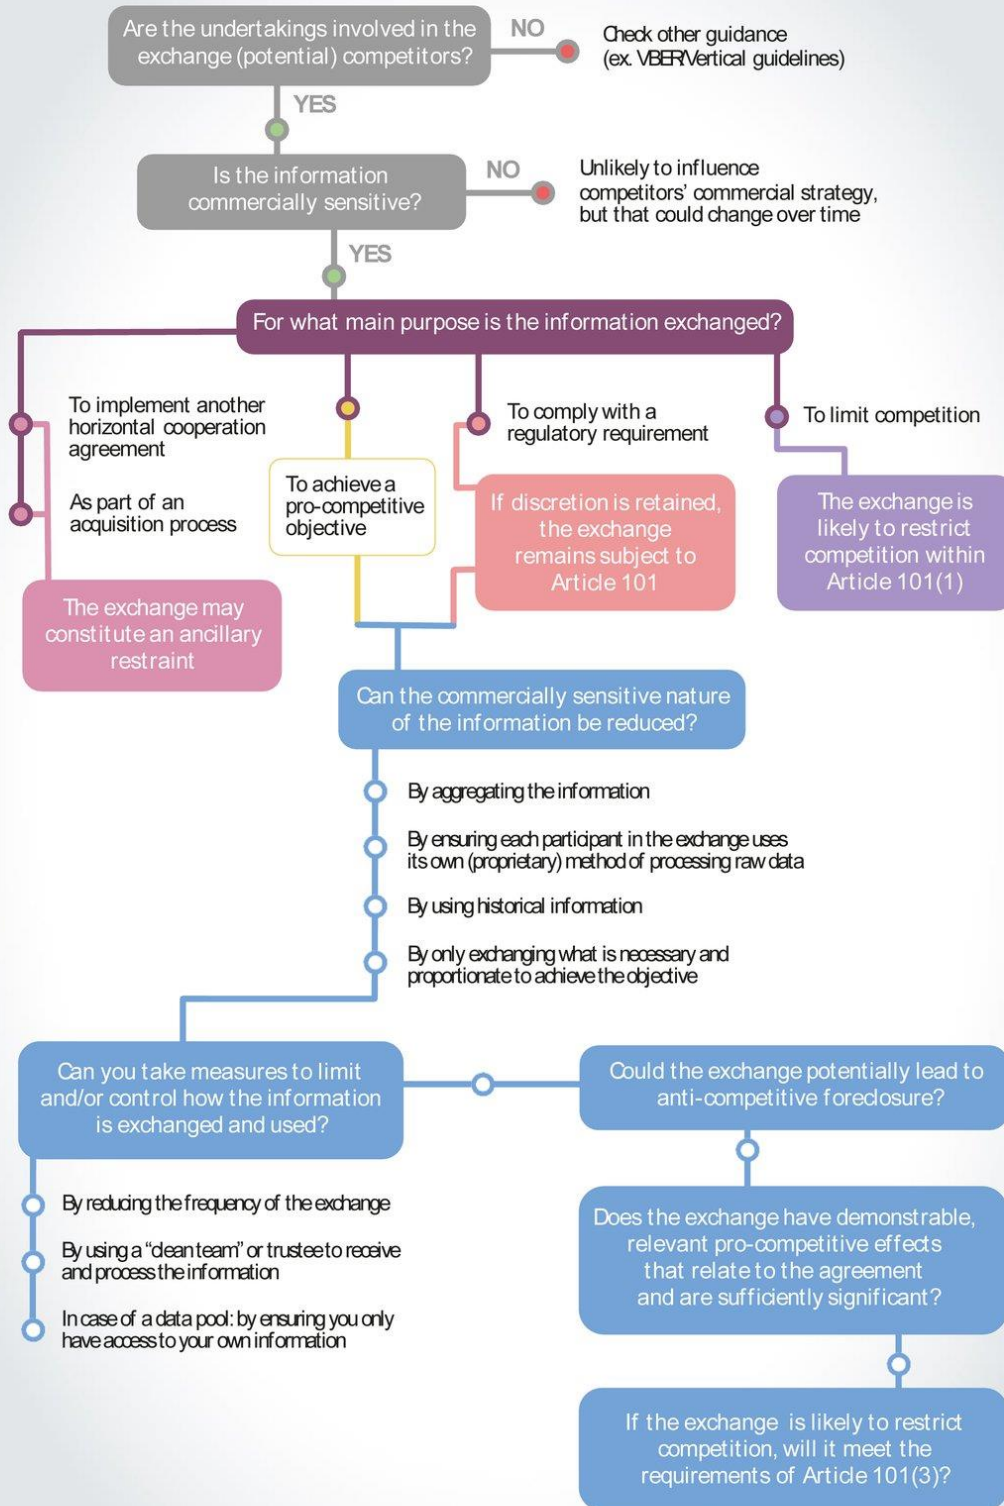 Are the undertakings involved in the
exchange (potential) competitors?
NO
Check other guidance
(ex. VBER/Vertical guidelines)
YES
Is the information
commercially sensitive?
NO
Unlikely to influence
competitors' commercial strategy,
but that could change over time
YES
For what main purpose is the information exchanged?
To implement another
horizontal cooperation
agreement
As part of an
acquisition process
The exchange may
constitute an ancillary
restraint
To achieve a
pro-competitive
objective
To comply with a
regulatory requirement
If discretion is retained,
the exchange
remains subject to
Article 101
To limit competition
The exchange is
likely to restrict
competition within
Article 101(1)
Can the commercially sensitive nature
of the information be reduced?
By aggregating the information
By ensuring each participant in the exchange uses
its own (proprietary) method of processing raw data
By using historical information
By only exchanging what is necessary and
proportionate to achieve the objective
Can you take measures to limit
and/or control how the information
is exchanged and used?
By reducing the frequency of the exchange
By using a "clean team" or trustee to receive
and process the information
In case of a data pool: by ensuring you only
have access to your own information
Could the exchange potentially lead to
anti-competitive foreclosure?
Does the exchange have demonstrable,
relevant pro-competitive effects
that relate to the agreement
and are sufficiently significant?
If the exchange is likely to restrict
competition, will it meet the
requirements of Article 101(3)?